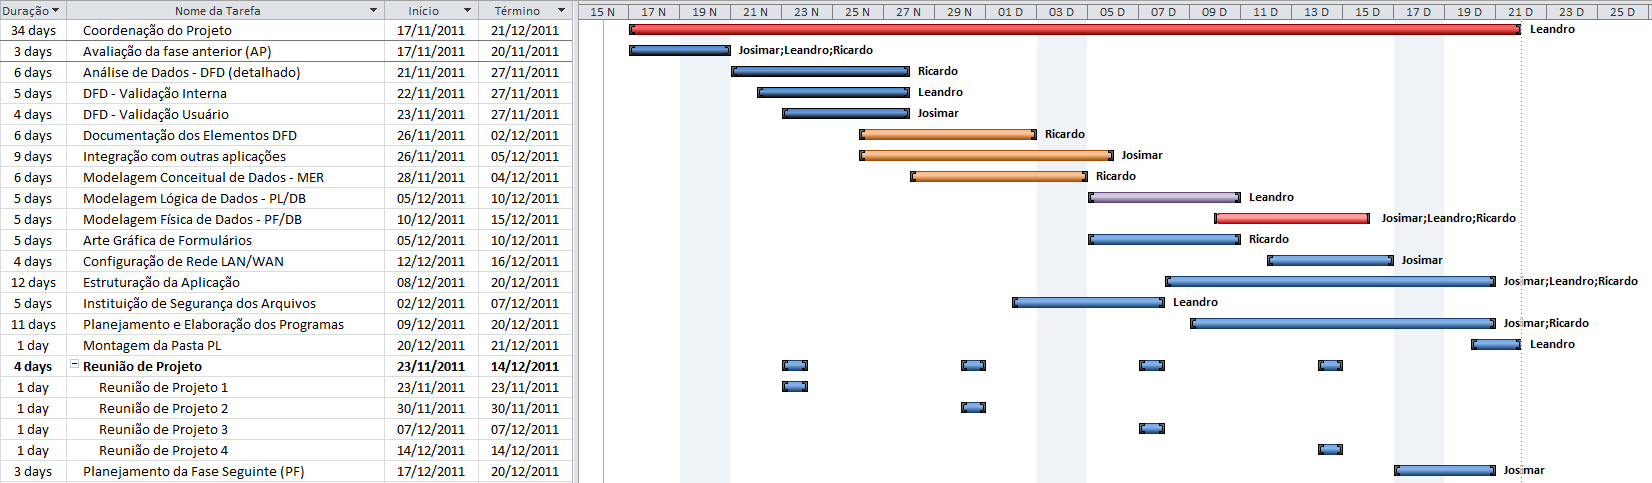 Duração Nome da Tarefa Início Término 15 N 17 N 19 N 21 N 23 N 25 N 27 N 29 N 01 D 03 D 05 D 07 D 09 D 11 D 13 D 15 D 17 D 19 D 21 D 23 D 25 D
34 days Coordenação do Projeto 17/11/2011 21/12/2011 Leandro
3 days Avaliação da fase anterior (AP) 17/11/2011 20/11/2011 Josimar;Leandro;Ricardo
6 days Análise de Dados - DFD (detalhado) 21/11/2011 27/11/2011 Ricardo
5 days DFD - Validação Interna 22/11/2011 27/11/2011 Leandro
4 days DFD - Validação Usuário 23/11/2011 27/11/2011 Josimar
6 days Documentação dos Elementos DFD 26/11/2011 02/12/2011 Ricardo
9 days Integração com outras aplicações 26/11/2011 05/12/2011 Josimar
6 days Modelagem Conceitual de Dados - MER 28/11/2011 04/12/2011 Ricardo
5 days Modelagem Lógica de Dados - PL/DB 05/12/2011 10/12/2011 Leandro
5 days Modelagem Física de Dados - PF/DB 10/12/2011 15/12/2011 Josimar;Leandro;Ricardo
5 days Arte Gráfica de Formulários 05/12/2011 10/12/2011 Ricardo
4 days Configuração de Rede LAN/WAN 12/12/2011 16/12/2011 Josimar
12 days Estruturação da Aplicação 08/12/2011 20/12/2011 Josimar;Leandro;Ricardo
5 days Instituição de Segurança dos Arquivos 02/12/2011 07/12/2011 Leandro
11 days Planejamento e Elaboração dos Programas 09/12/2011 20/12/2011 Josimar;Ricardo
1 day Montagem da Pasta PL 20/12/2011 21/12/2011 Leandro
4 days Reunião de Projeto 23/11/2011 14/12/2011
1 day Reunião de Projeto 1 23/11/2011 23/11/2011
1 day Reunião de Projeto 2 30/11/2011 30/11/2011
1 day Reunião de Projeto 3 07/12/2011 07/12/2011
1 day Reunião de Projeto 4 14/12/2011 14/12/2011
3 days Planejamento da Fase Seguinte (PF) 17/12/2011 20/12/2011 Josimar